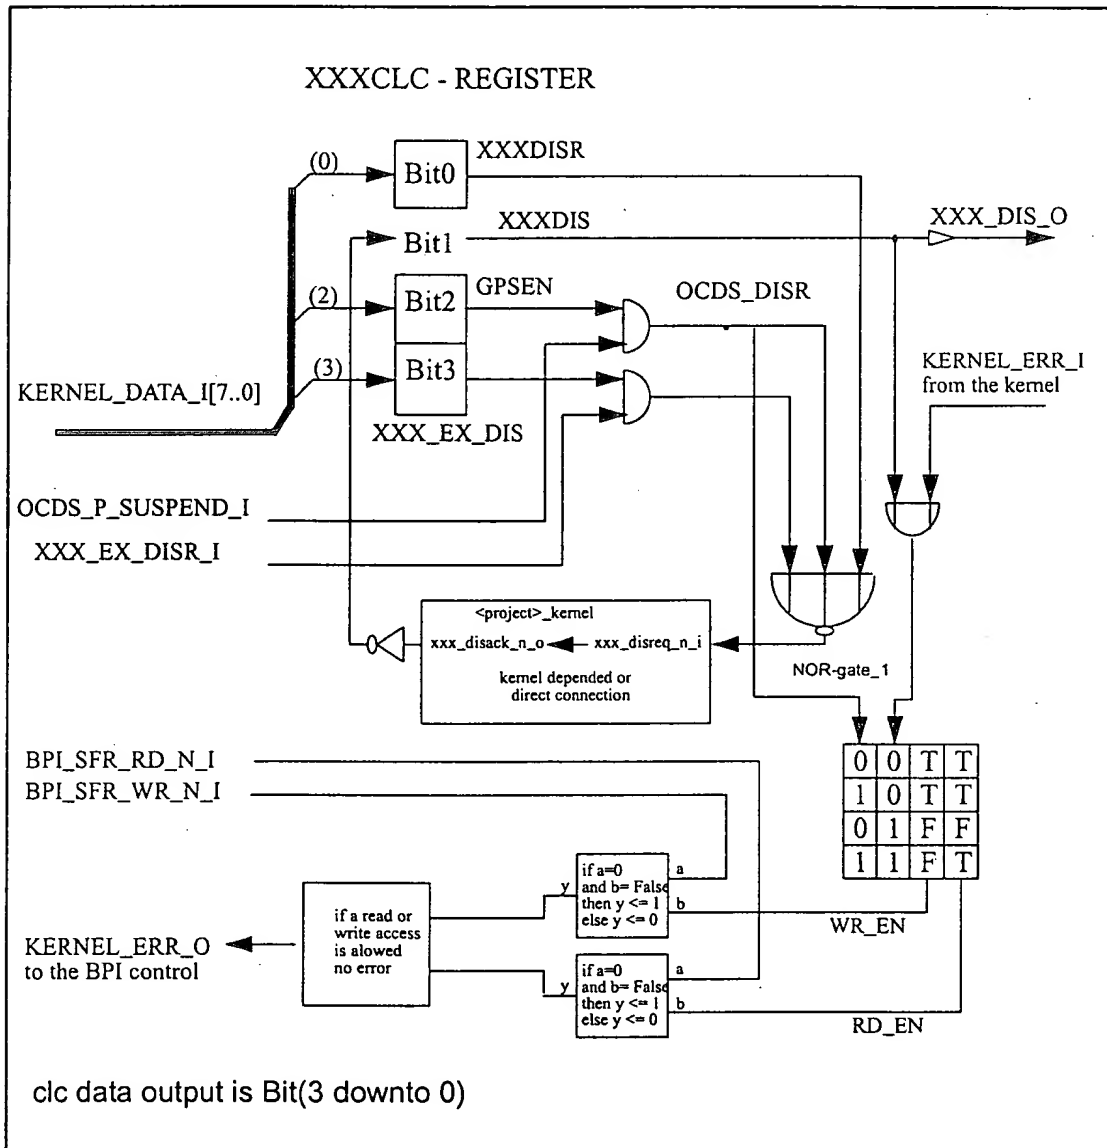 XXXCLC - REGISTER
(0)
Bit0
XXXDISR
Bit1
XXXDIS
XXX_DIS_O
(2)
Bit2
GPSEN
OCDS_DISR
(3)
Bit3
KERNEL_DATA_I[7..0]
XXX_EX_DIS
KERNEL_ERR_I
from the kernel
OCDS_P_SUSPEND_I
XXX_EX_DISR_I
<project>_kernel
xxx_disack_n_o
xxx_disreq_n_i
kernel depended or
direct connection
NOR-gate_1
BPI_SFR_RD_N_I
BPI_SFR_WR_N_I
0 0 T T
1 0 T T
0 1 F F
1 1 F T
if a=0
and b= False
then y <= 1
else y <= 0
y
a
b
WR_EN
if a read or
write access
is alowed
no error
KERNEL_ERR_O
to the BPI control
if a=0
and b= False
then y <= 1
else y <= 0
y
a
b
RD_EN
clc data output is Bit(3 downto 0)